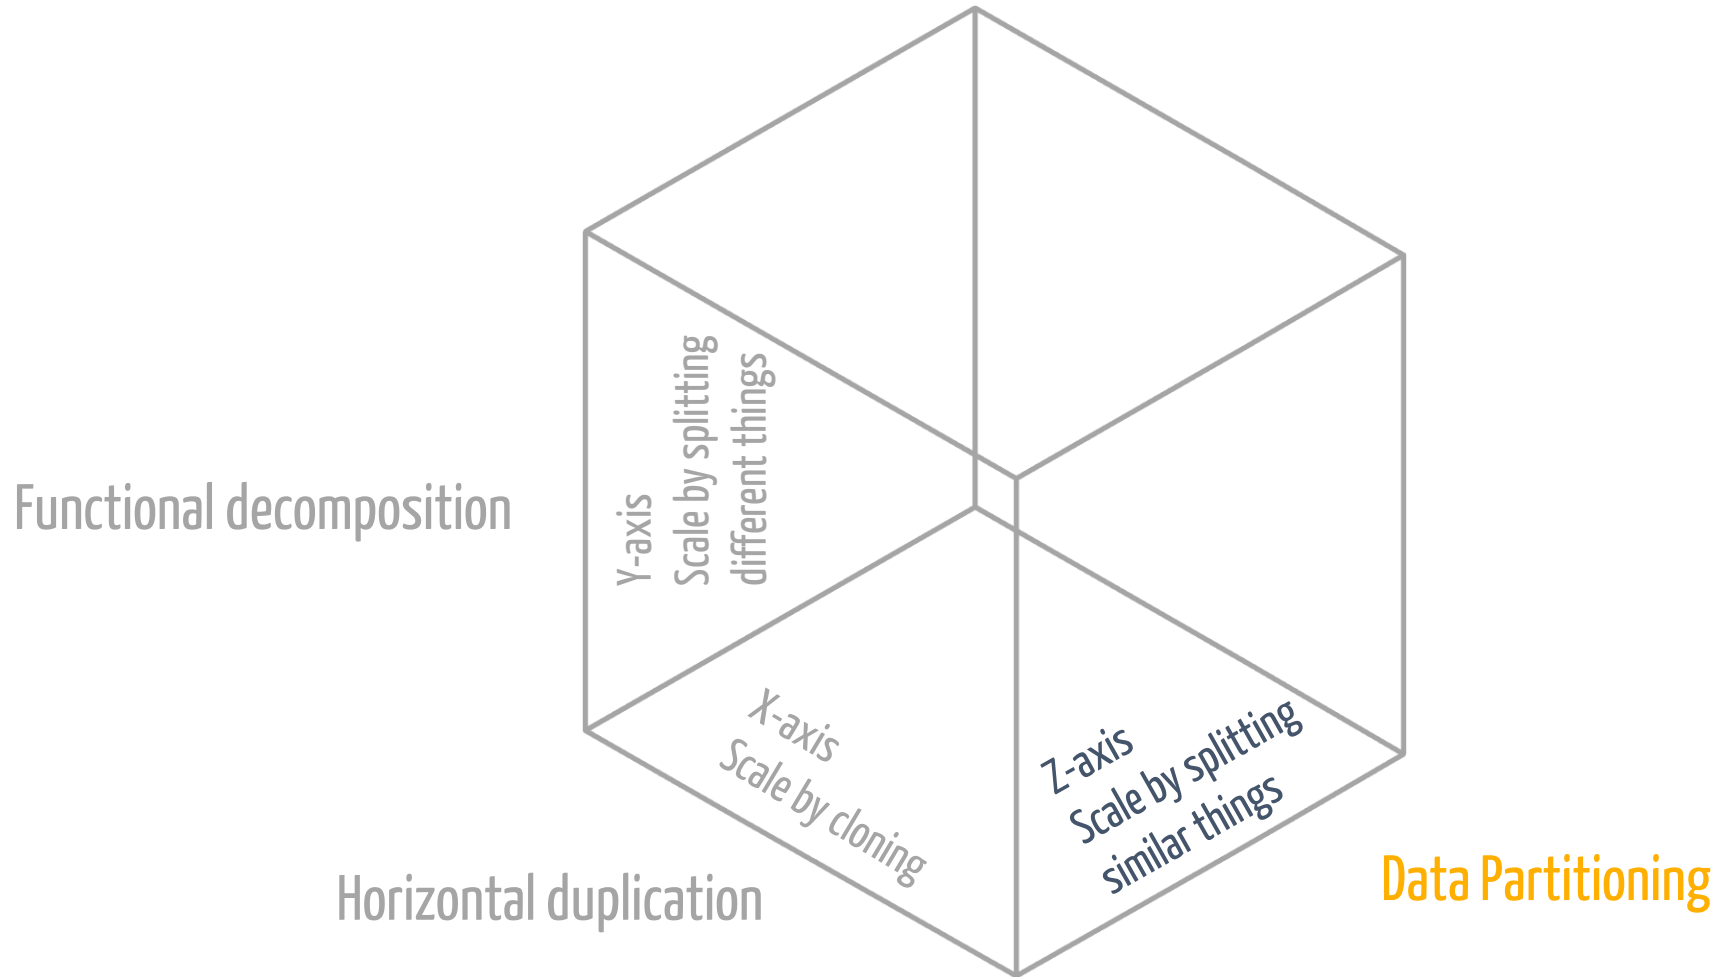 Functional decomposition
Y-axis
Scale by splitting
different things
X-axis
Scale by cloning
Horizontal duplication
Z-axis
Scale by splitting
similar things
Data Partitioning